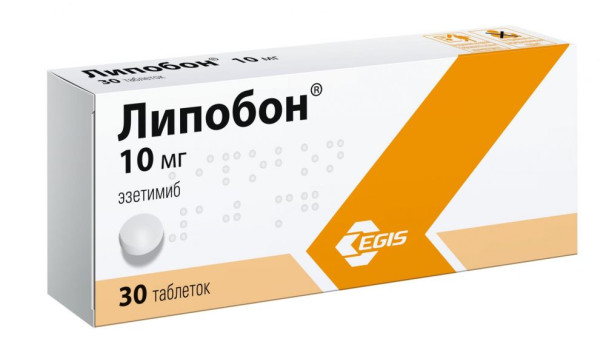 Липобон® 10 мг
30 таблеток
Липобон®
10 мг
эзетимиб
EGIS
30 таблеток